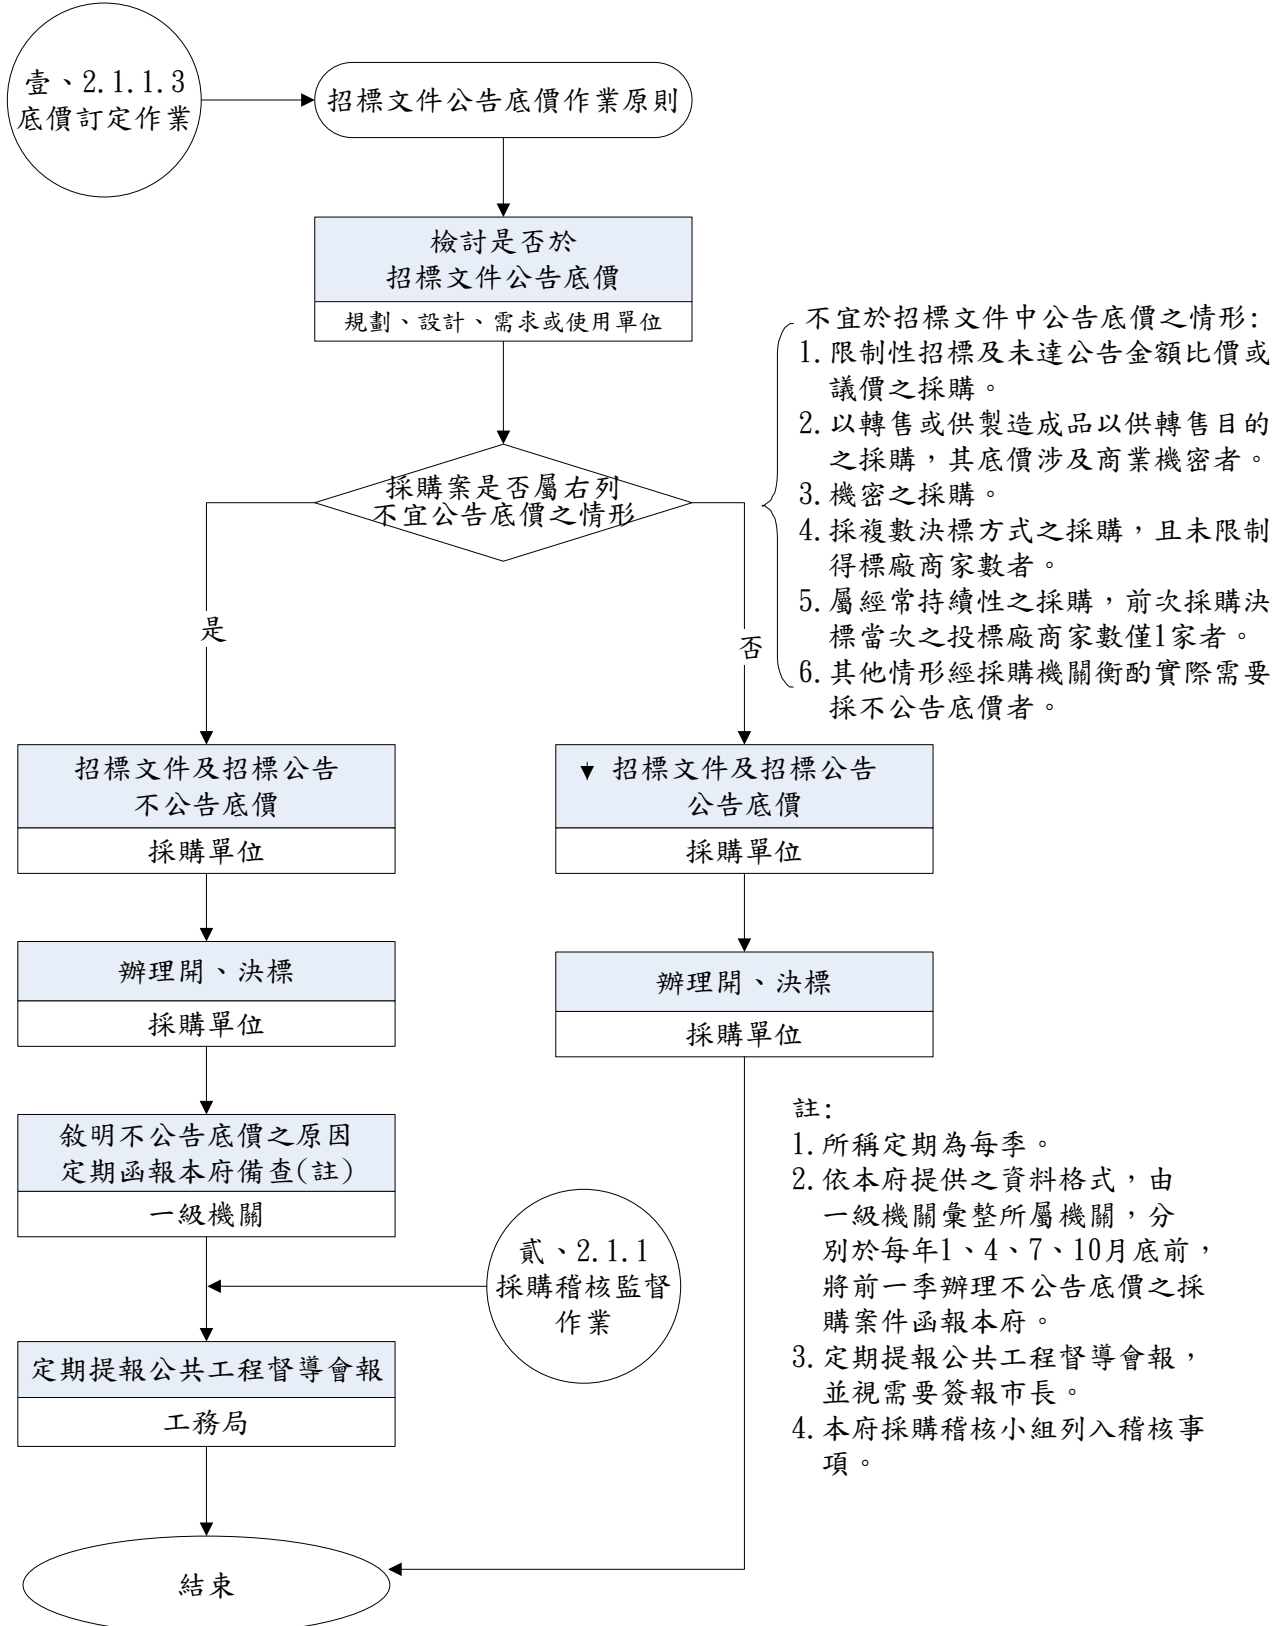 壹、2.1.1.3
底價訂定作業
招標文件公告底價作業原則
檢討是否於
招標文件公告底價
規劃、設計、需求或使用單位
不宜於招標文件中公告底價之情形:
1.限制性招標及未達公告金額比價或
議價之採購。
2.以轉售或供製造成品以供轉售目的
之採購，其底價涉及商業機密者。
3.機密之採購。
4.採複數決標方式之採購，且未限制
得標廠商家數者。
5.屬經常持續性之採購，前次採購決
標當次之投標廠商家數僅1家者。
6.其他情形經採購機關衡酌實際需要
採不公告底價者。
採購案是否屬右列
不宜公告底價之情形
是
否
招標文件及招標公告
不公告底價
採購單位
招標文件及招標公告
公告底價
採購單位
辦理開、決標
採購單位
辦理開、決標
採購單位
敘明不公告底價之原因
定期函報本府備查(註)
一級機關
貳、2.1.1
採購稽核監督
作業
定期提報公共工程督導會報
工務局
結束
註:
1.所稱定期為每季。
2.依本府提供之資料格式，由
一級機關彙整所屬機關，分
別於每年1、4、7、10月底前，
將前一季辦理不公告底價之採
購案件函報本府。
3.定期提報公共工程督導會報，
並視需要簽報市長。
4.本府採購稽核小組列入稽核事
項。